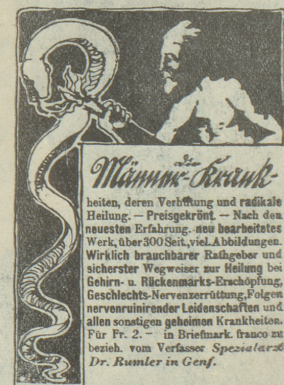 die
Männer-Krank-
heiten, deren Verhütung und radikale
Heilung. — Preisgekrönt. — Nach den
neuesten Erfahrung. neu bearbeitetes
Werk, über 300 Seit., viel. Abbildungen.
Wirklich brauchbarer Rathgeber und
sicherster Wegweiser zur Heilung bei
Gehirn- u. Rückenmarks-Erschöpfung,
Geschlechts-Nervenzerrüttung, Folgen
nervenruinirender Leidenschaften und
allen sonstigen geheimen Krankheiten.
Für Fr. 2. — in Briefmark. franco zu
bezieh. vom Verfasser Spezialarzt
Dr. Rumler in Genf.